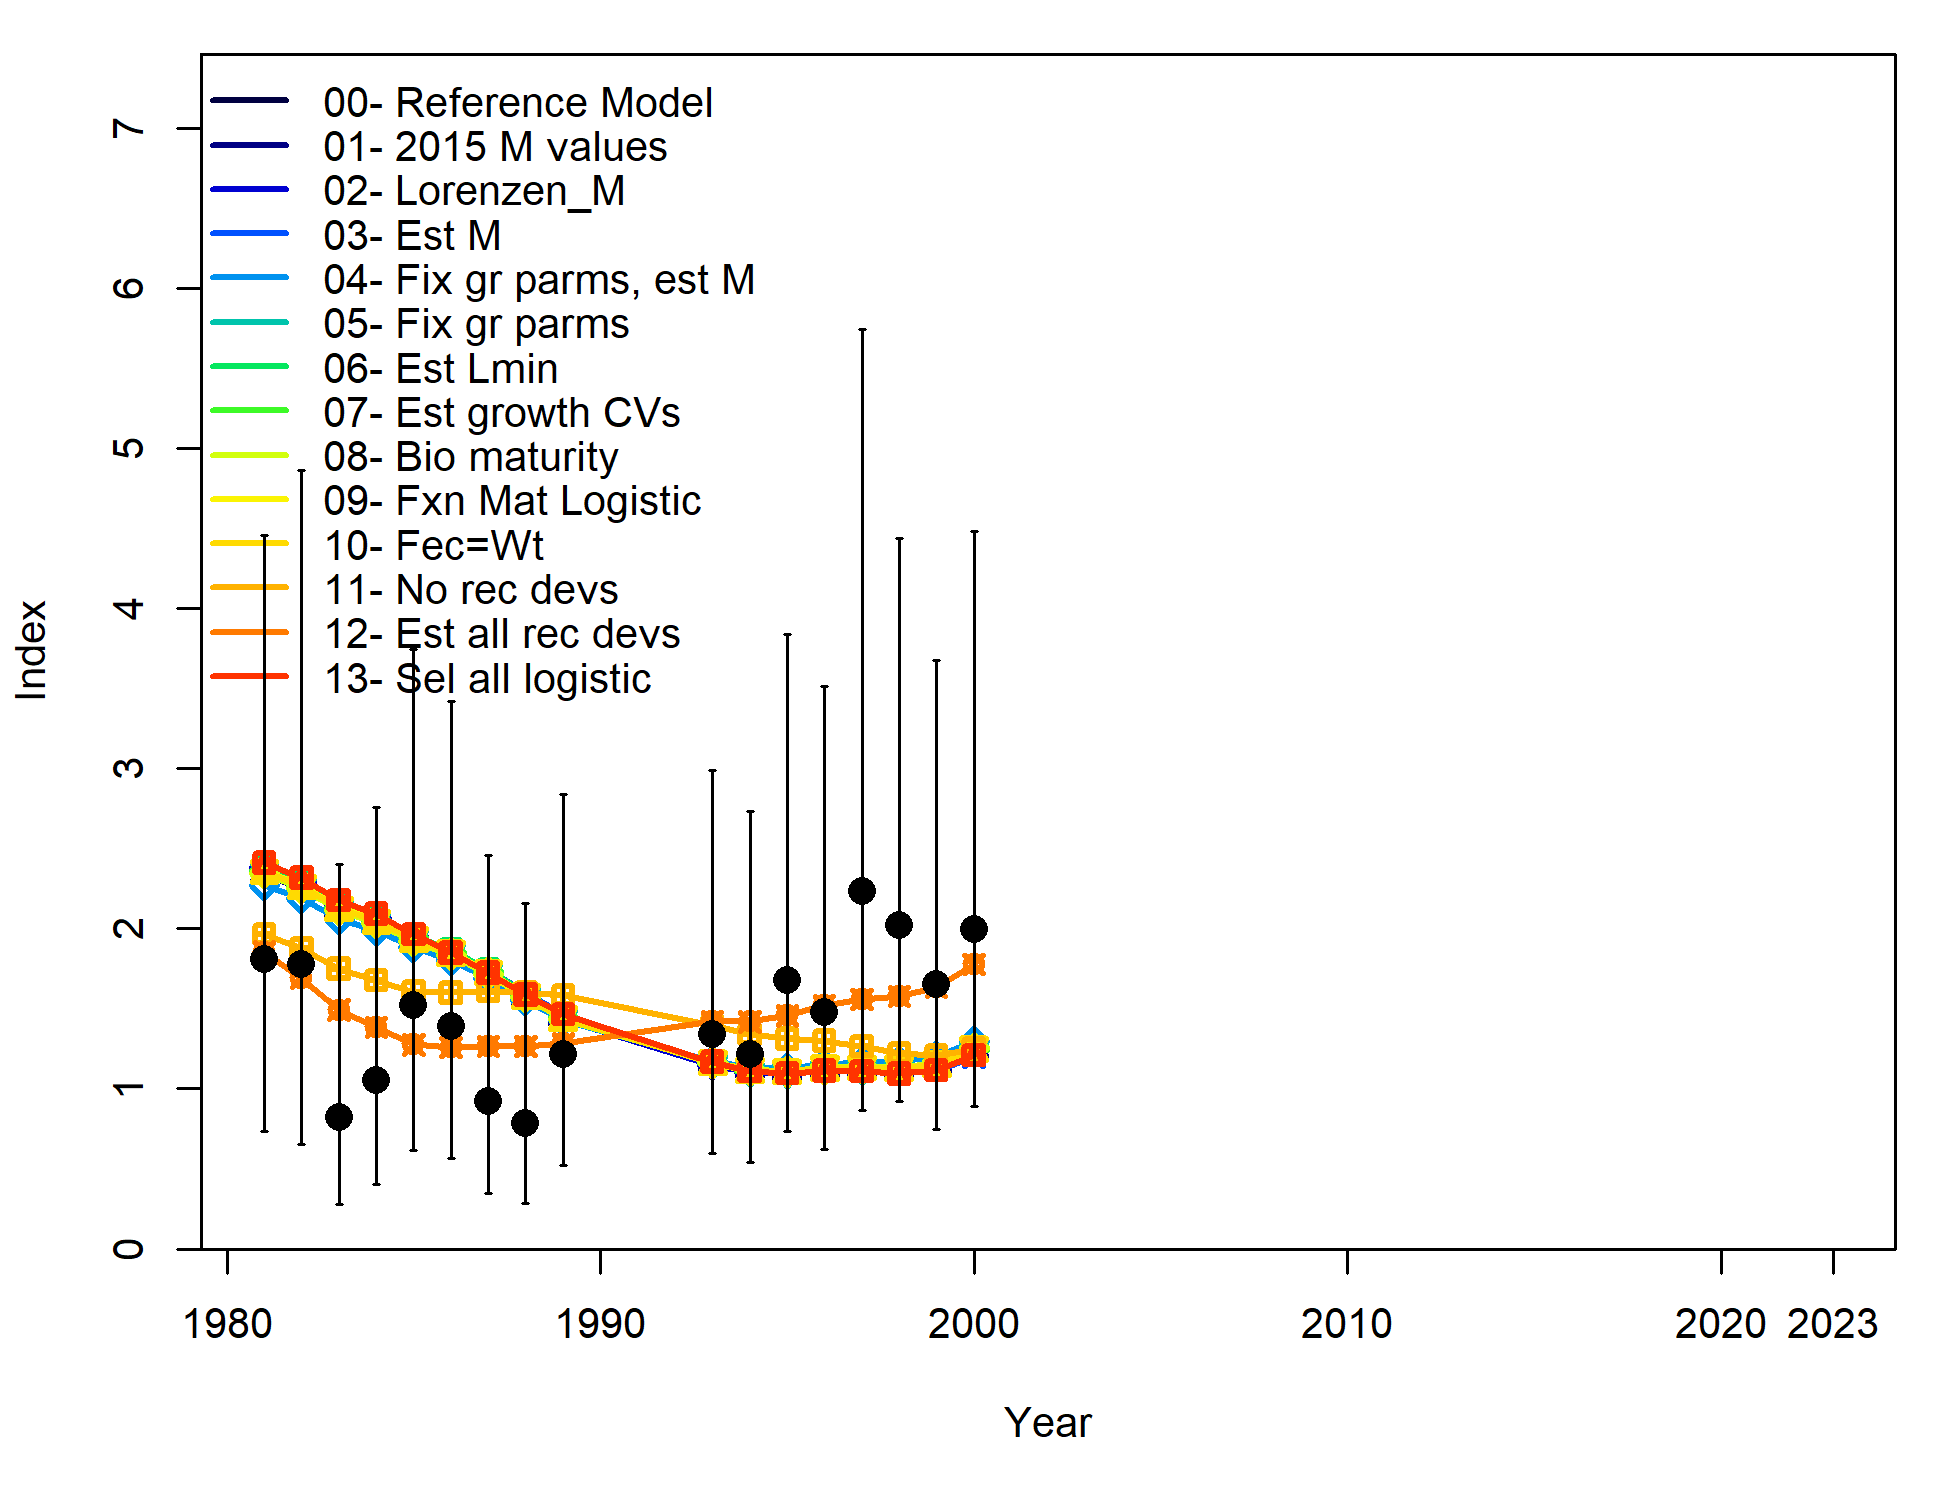 00- Reference Model
01- 2015 M values
02- Lorenzen_M
03- Est M
04- Fix gr parms, est M
05- Fix gr parms
06- Est Lmin
07- Est growth CVs
08- Bio maturity
09- Fxn Mat Logistic
10- Fec=Wt
11- No rec devs
12- Est all rec devs
13- Sel all logistic
7
6
5
4
3
2
1
0
Index
1980 1990 2000 2010 2020 2023
Year